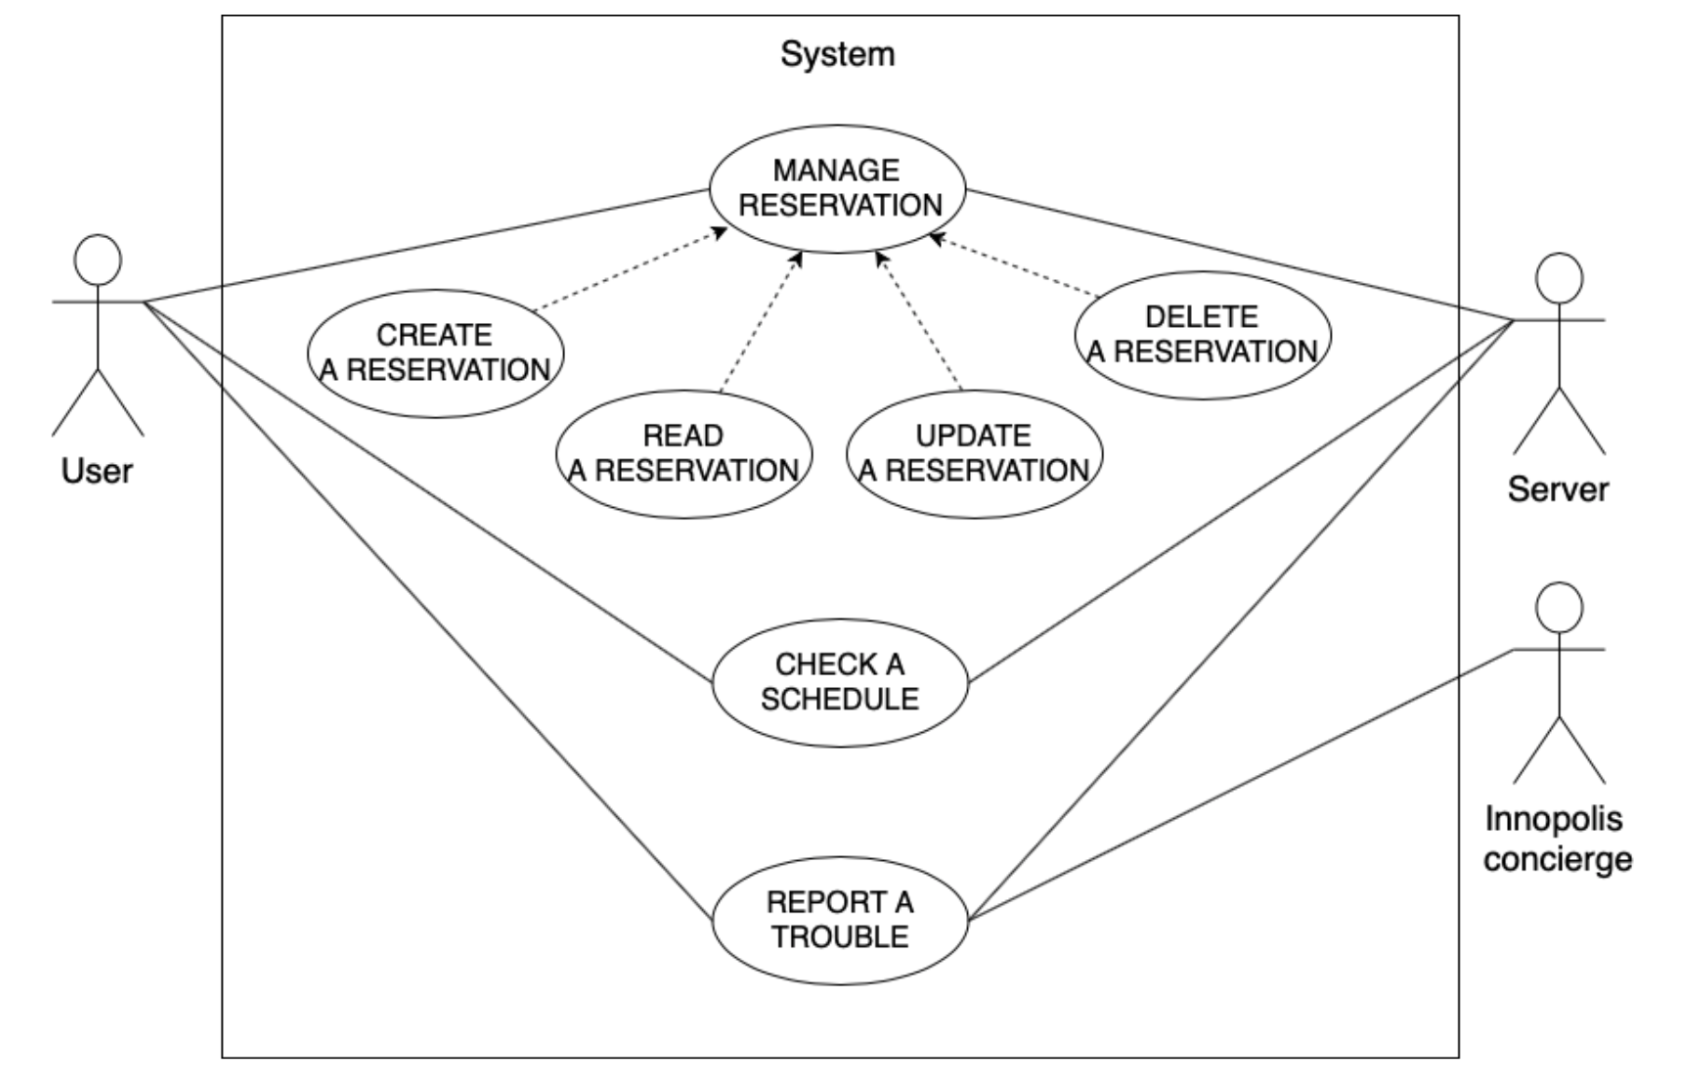 System
MANAGE
RESERVATION
CREATE
A RESERVATION
DELETE
A RESERVATION
READ
A RESERVATION
UPDATE
A RESERVATION
User
Server
CHECK A
SCHEDULE
Innopolis
concierge
REPORT A
TROUBLE